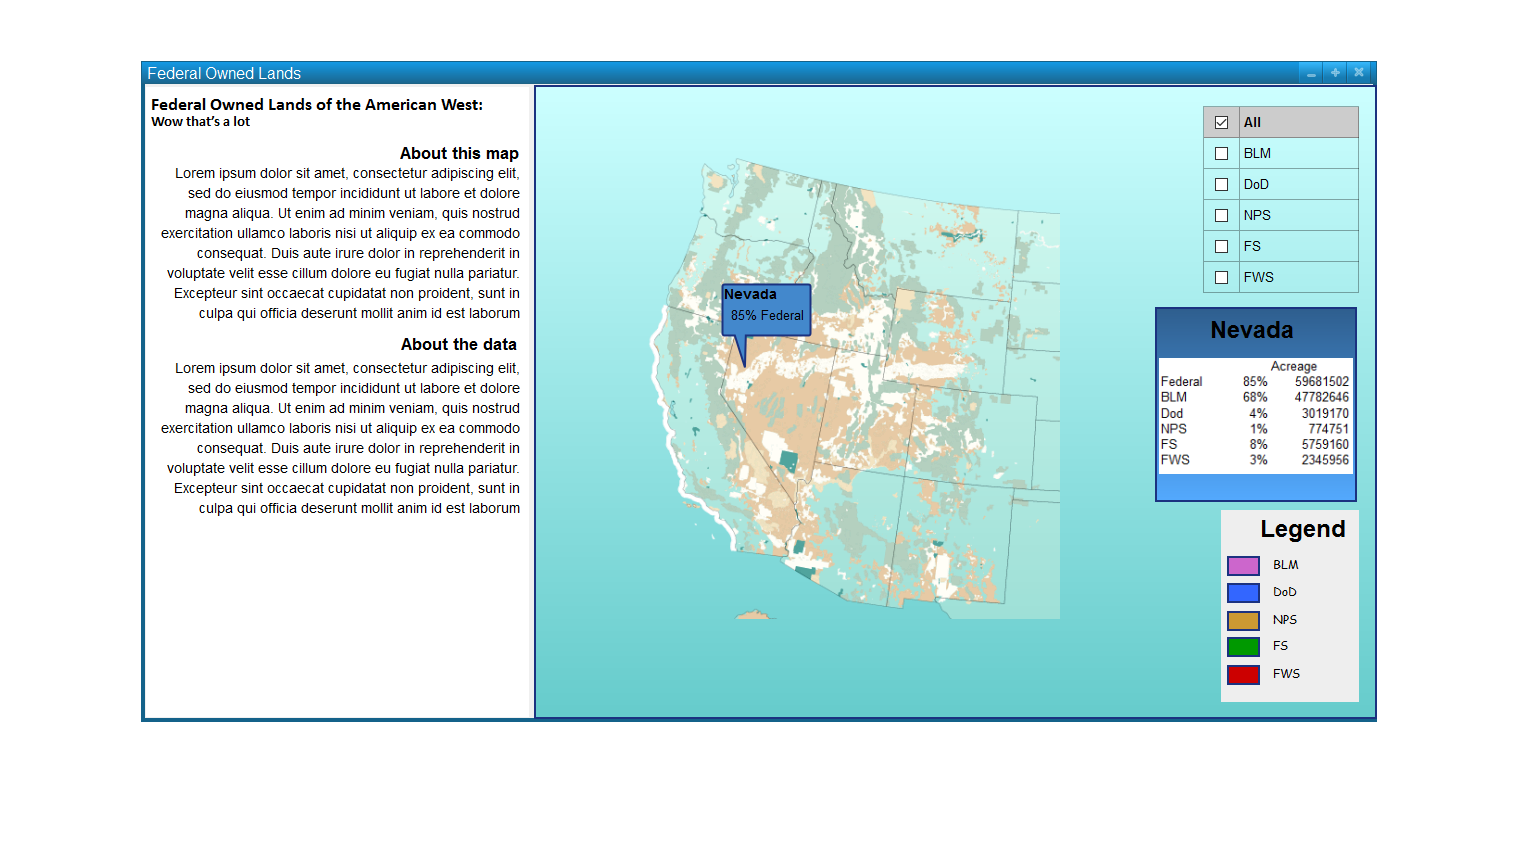 Federal Owned Lands
Federal Owned Lands of the American West:
Wow that's a lot
About this map
Lorem ipsum dolor sit amet, consectetur adipiscing elit,
sed do eiusmod tempor incididunt ut labore et dolore
magna aliqua. Ut enim ad minim veniam, quis nostrud
exercitation ullamco laboris nisi ut aliquip ex ea commodo
consequat. Duis aute irure dolor in reprehenderit in
voluptate velit esse cillum dolore eu fugiat nulla pariatur.
Excepteur sint occaecat cupidatat non proident, sunt in
culpa qui officia deserunt mollit anim id est laborum
About the data
Lorem ipsum dolor sit amet, consectetur adipiscing elit,
sed do eiusmod tempor incididunt ut labore et dolore
magna aliqua. Ut enim ad minim veniam, quis nostrud
exercitation ullamco laboris nisi ut aliquip ex ea commodo
consequat. Duis aute irure dolor in reprehenderit in
voluptate velit esse cillum dolore eu fugiat nulla pariatur.
Excepteur sint occaecat cupidatat non proident, sunt in
culpa qui officia deserunt mollit anim id est laborum
Nevada
85% Federal
All
BLM
DoD
NPS
FS
FWS
Nevada
Acreage
Federal 85% 59681502
BLM 68% 47782646
Dod 4% 3019170
NPS 1% 774751
FS 8% 5759160
FWS 3% 2345956
Legend
BLM
DoD
NPS
FS
FWS